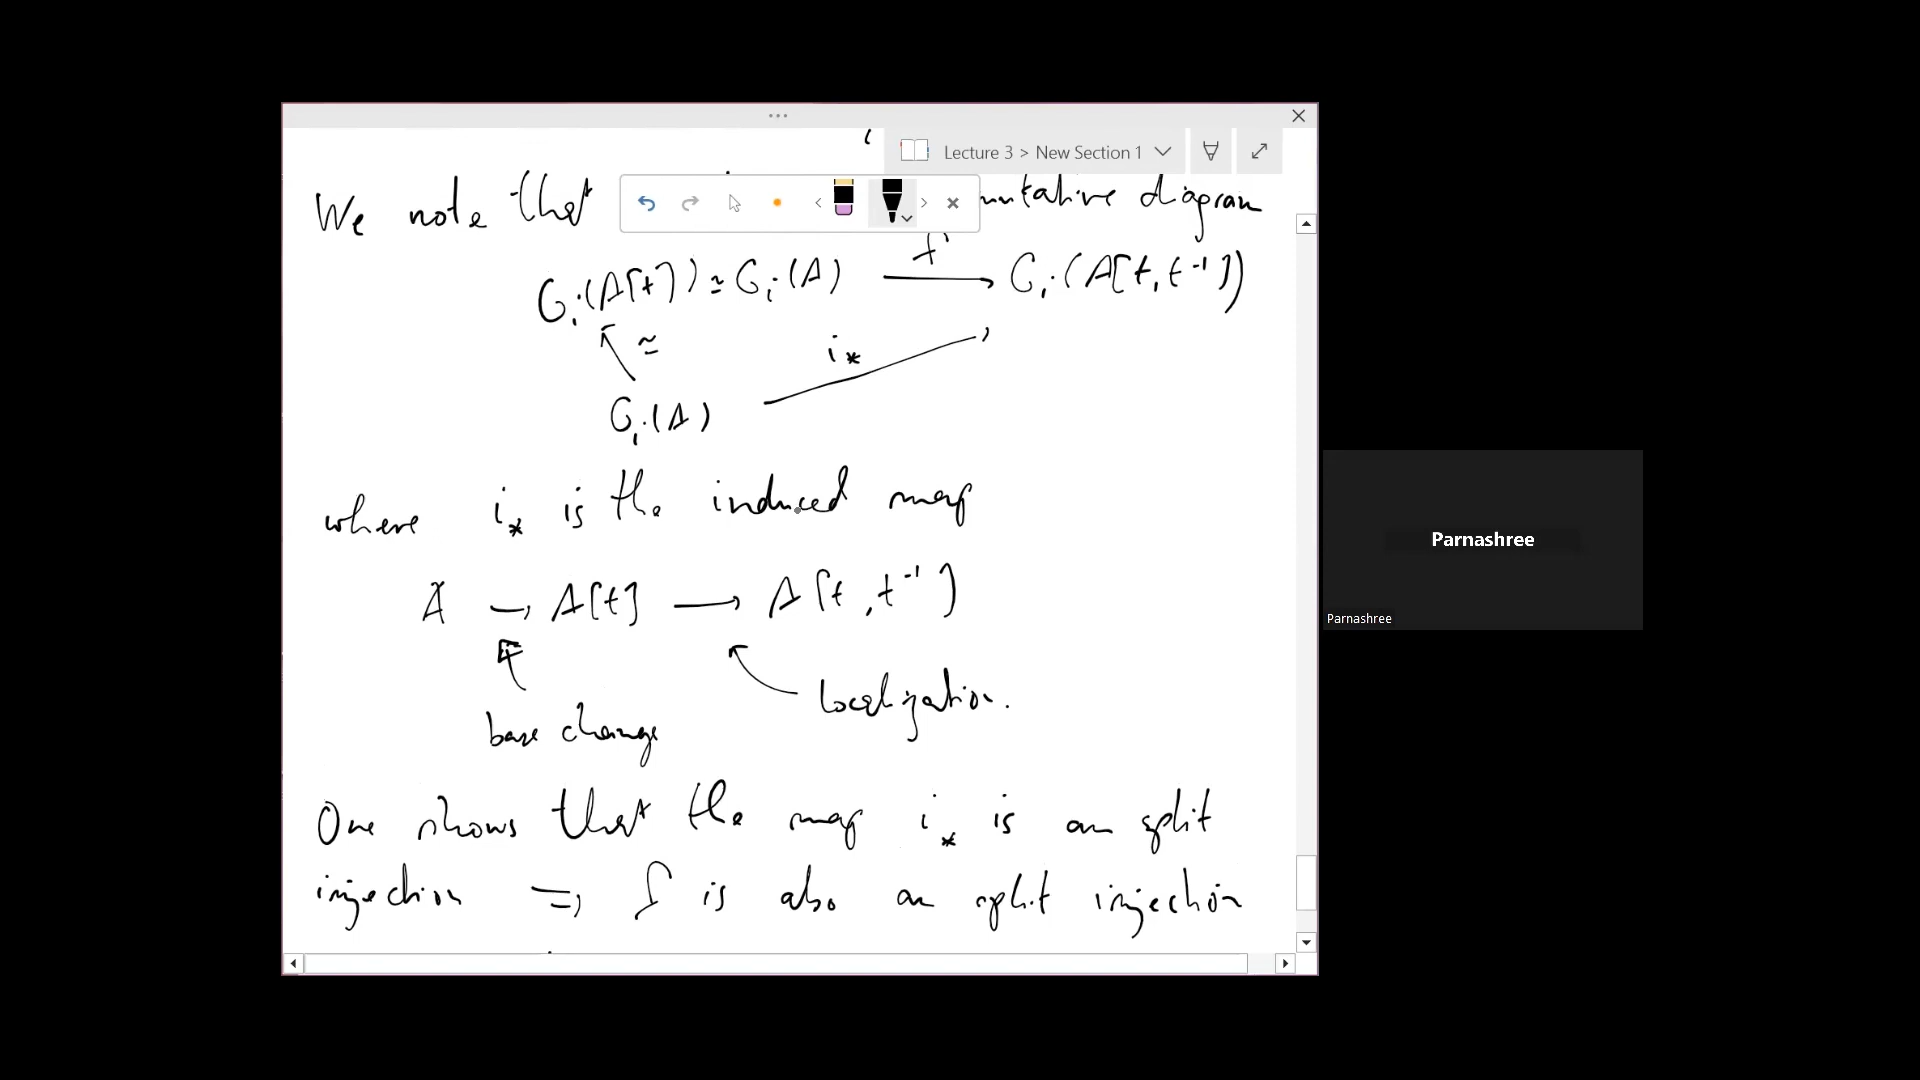 Lecture 3 > New Section 1
We note that mutative diagram
G_i(A[t]) ≃ G_i(A) ⟶ f G_i(A[t, t⁻¹])
≃
i_*
G_i(A)
where i_* is the induced map
A → A[t] ⟶ A[t, t⁻¹]
localization.
base change
One shows that the map i_* is an split
injection ⇒ f is also an split injection
Parnashree
Parnashree